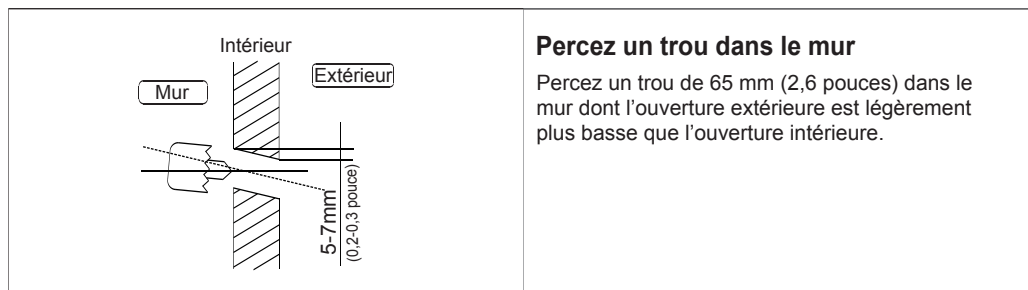 Intérieur
Extérieur
Mur
5-7mm
(0,2-0,3 pouce)
Percez un trou dans le mur
Percez un trou de 65 mm (2,6 pouces) dans le
mur dont l’ouverture extérieure est légèrement
plus basse que l’ouverture intérieure.